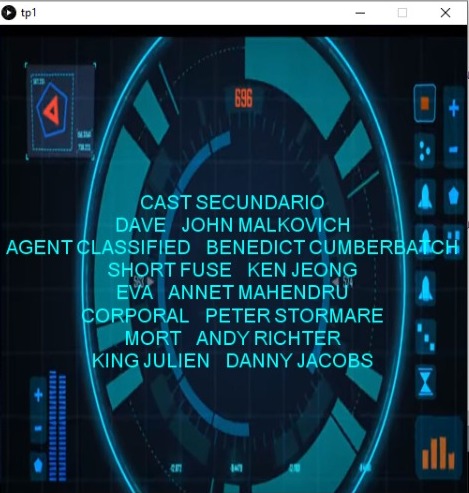 tp1
696
CAST SECUNDARIO
DAVE JOHN MALKOVICH
AGENT CLASSIFIED BENEDICT CUMBERBATCH
SHORT FUSE KEN JEONG
EVA ANNET MAHENDRU
CORPORAL PETER STORMARE
MORT ANDY RICHTER
KING JULIEN DANNY JACOBS